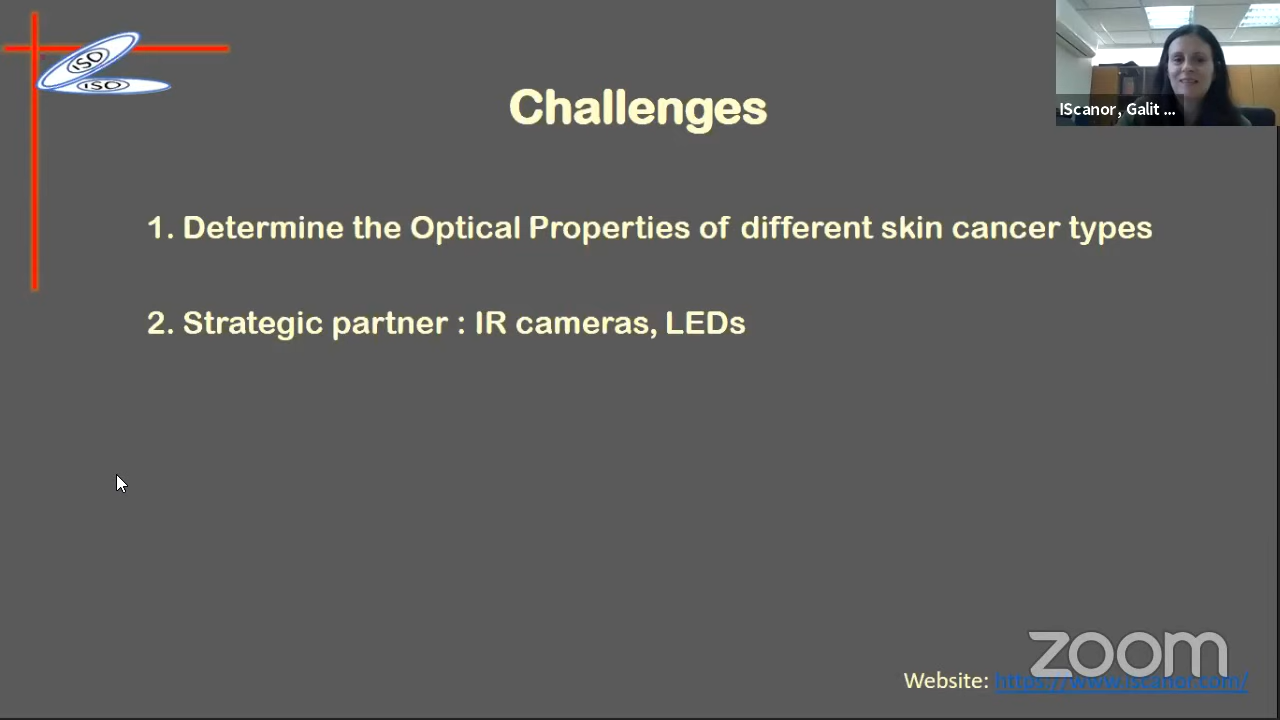 ISO
ISO
IScanor, Galit ...
Challenges
1. Determine the Optical Properties of different skin cancer types
2. Strategic partner : IR cameras, LEDs
zoom
Website: https://www.iscanor.com/